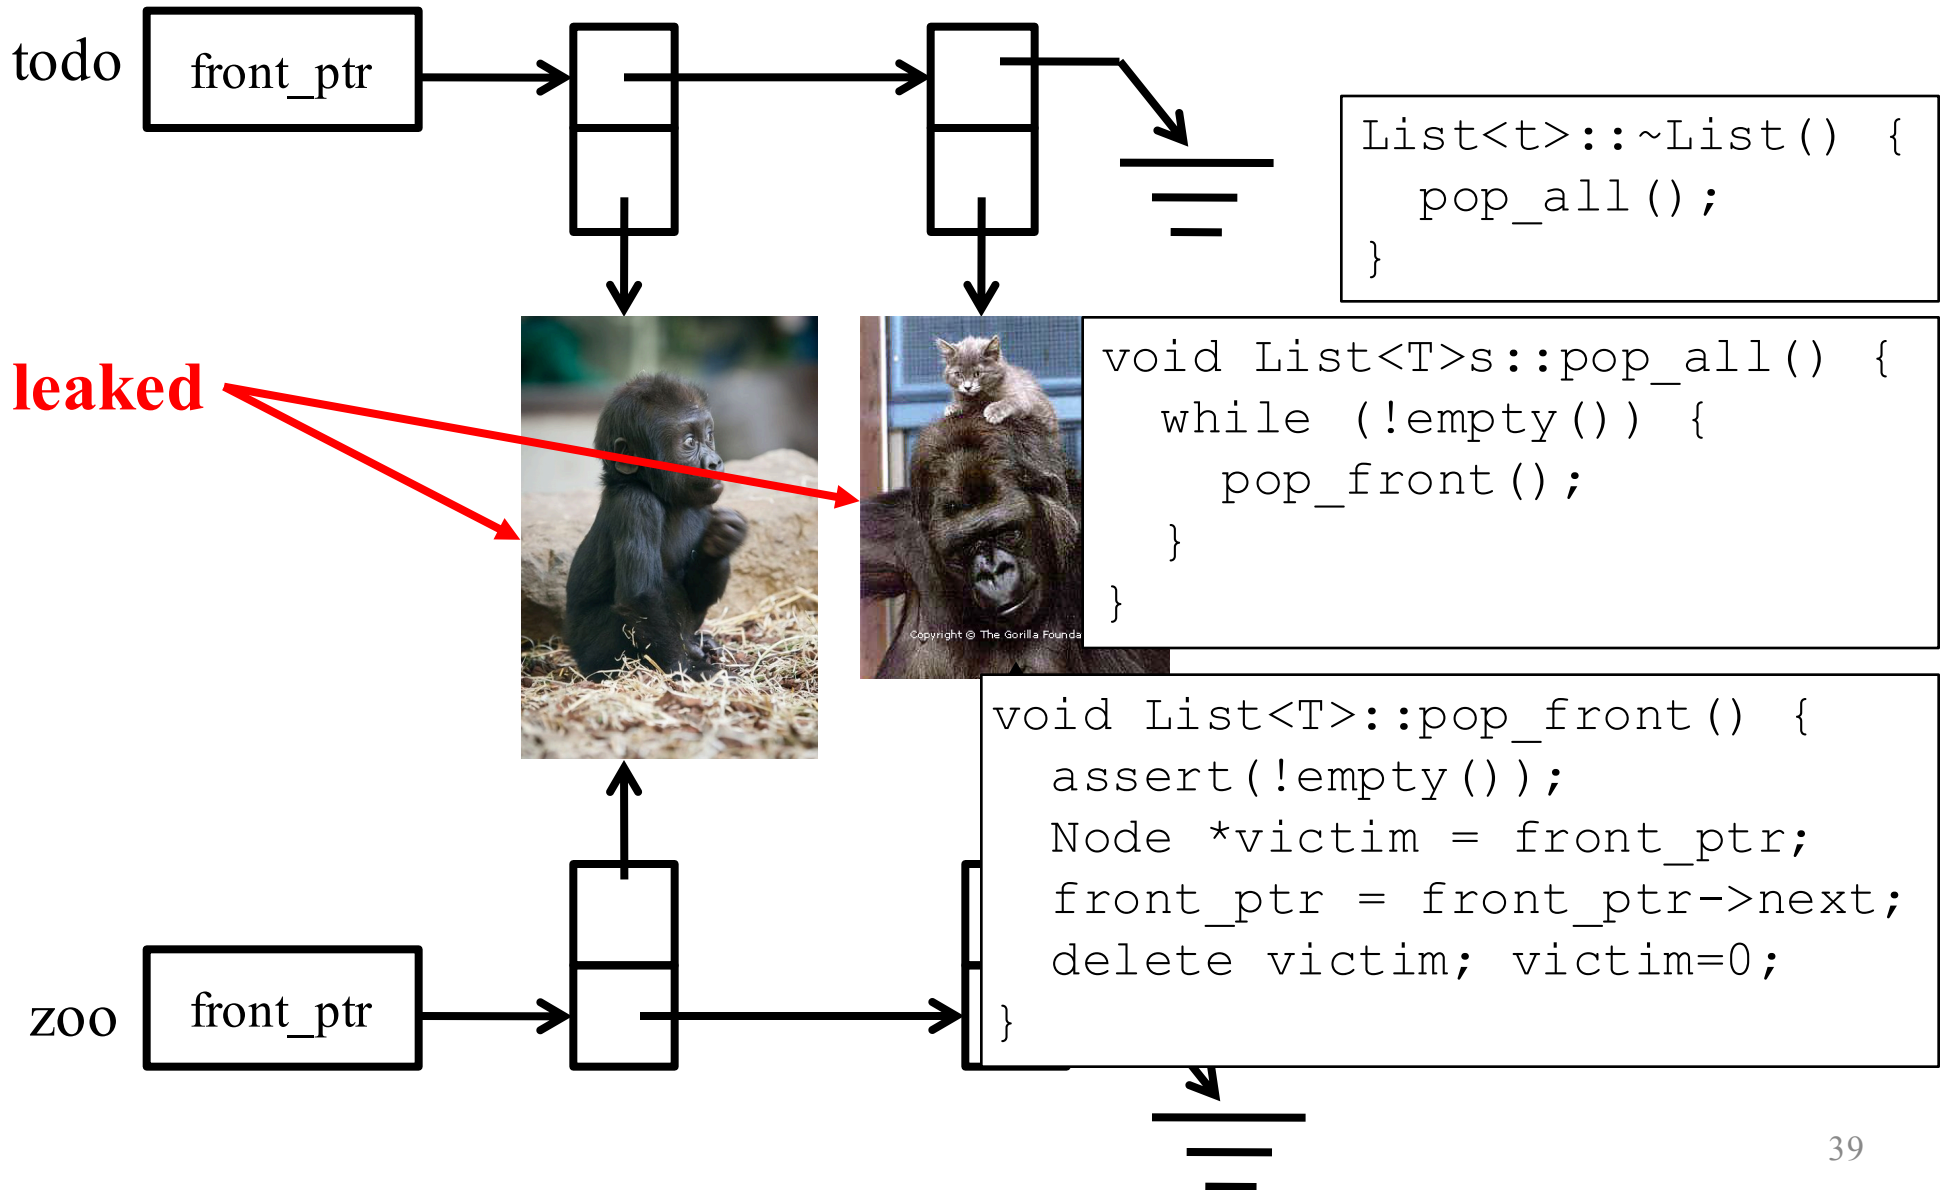 todo
front_ptr
List<t>::~List() {
pop_all();
}
leaked
void List<T>s::pop_all() {
while (!empty()) {
pop_front();
}
}
Copyright © The Gorilla Founda
void List<T>::pop_front() {
assert(!empty());
Node *victim = front_ptr;
front_ptr = front_ptr->next;
delete victim; victim=0;
}
zoo
front_ptr
39